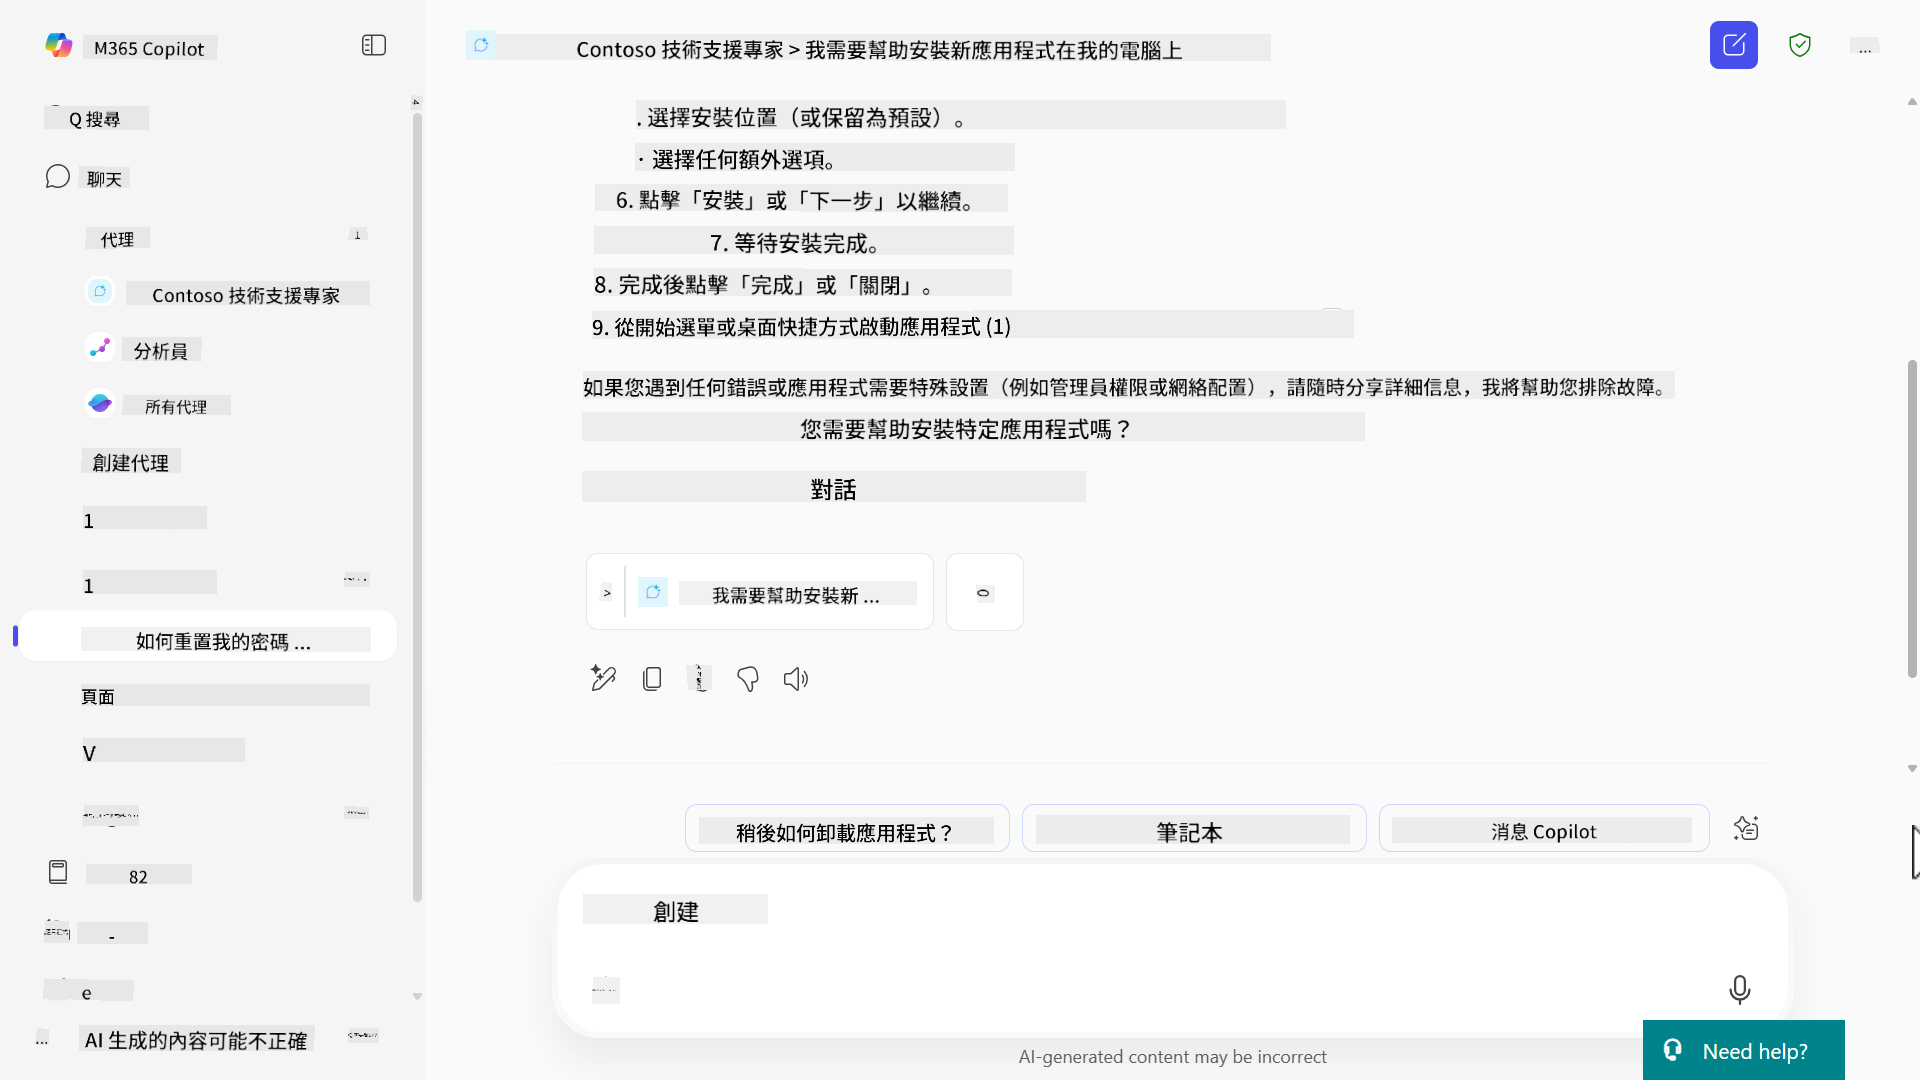 M365 Copilot
Q 搜尋
聊天
代理
1
Contoso 技術支援專家
分析員
所有代理
創建代理
1
1
如何重置我的密碼 ...
頁面
V
82
-
e
...
AI 生成的內容可能不正確
Contoso 技術支援專家 > 我需要幫助安裝新應用程式在我的電腦上
...
. 選擇安裝位置（或保留為預設）。
· 選擇任何額外選項。
6. 點擊「安裝」或「下一步」以繼續。
7. 等待安裝完成。
8. 完成後點擊「完成」或「關閉」。
9. 從開始選單或桌面快捷方式啟動應用程式 (1)
如果您遇到任何錯誤或應用程式需要特殊設置（例如管理員權限或網絡配置），請隨時分享詳細信息，我將幫助您排除故障。
您需要幫助安裝特定應用程式嗎？
對話
>
我需要幫助安裝新 ...
0
稍後如何卸載應用程式？
筆記本
消息 Copilot
創建
AI-generated content may be incorrect
Need help?